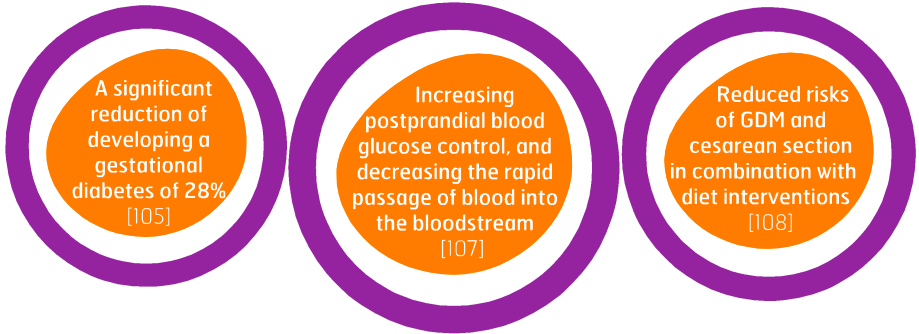 A significant
reduction of
developing a
gestational
diabetes of 28%
[105]
Increasing
postprandial blood
glucose control, and
decreasing the rapid
passage of blood into
the bloodstream
[107]
Reduced risks
of GDM and
cesarean section
in combination with
diet interventions
[108]